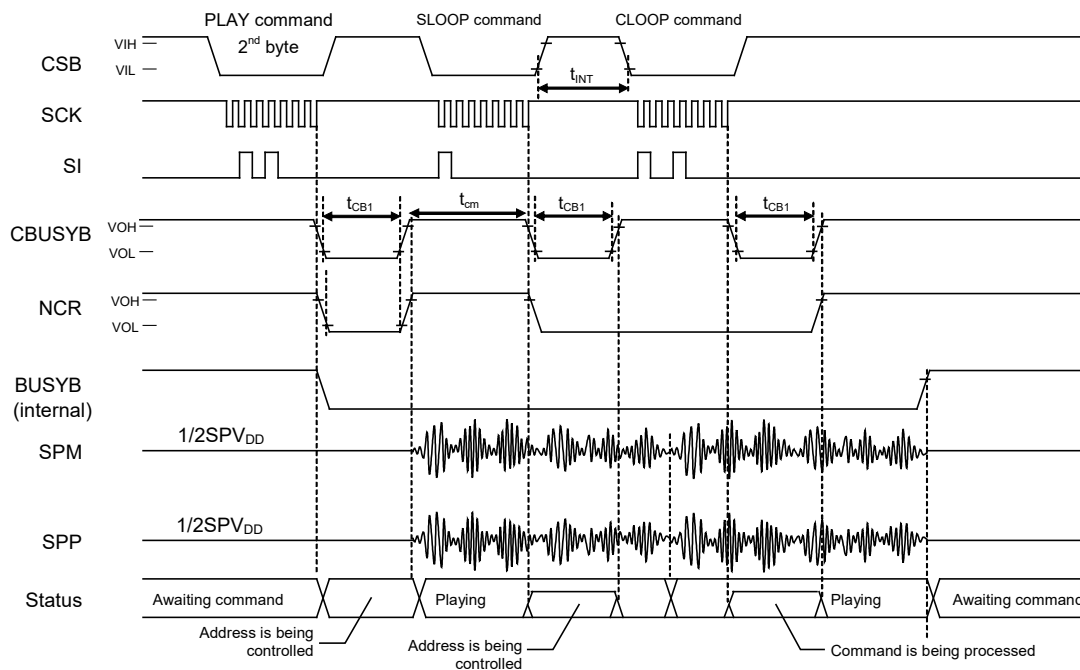 PLAY command
2nd byte
SLOOP command
CLOOP command
CSB
VIH
VIL
tINT
SCK
SI
tCB1
tcm
tCB1
tCB1
CBUSYB
VOH
VOL
NCR
VOH
VOL
BUSYB
(internal)
1/2SPVDD
SPM
1/2SPVDD
SPP
Status
Awaiting command
Playing
Playing
Awaiting command
Address is being
controlled
Address is being
controlled
Command is being processed